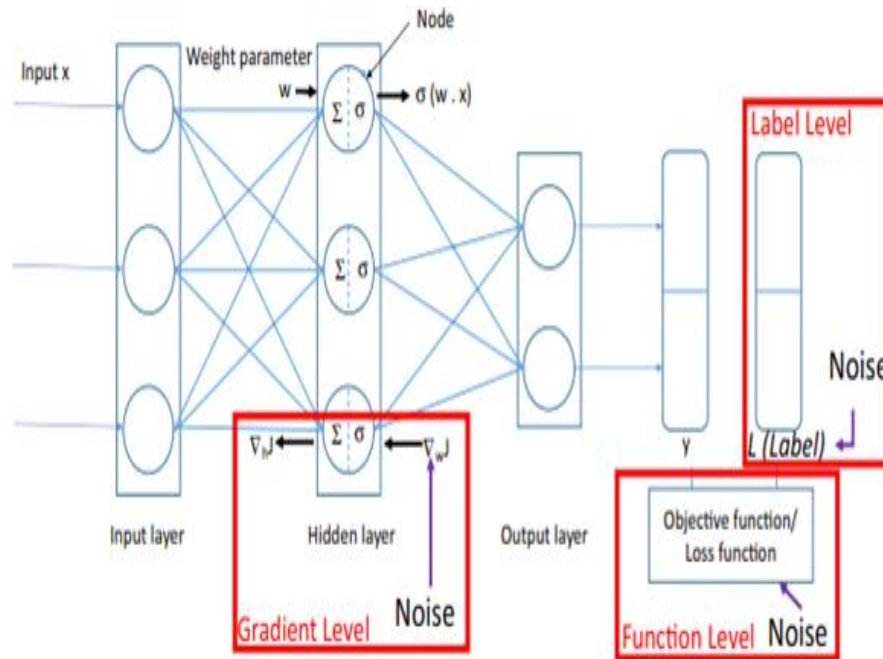 Node
Weight parameter
Input x
w
σ (w . x)
Σ σ
Label Level
Σ σ
Noise
Σ σ
∇hJ
∇wJ
y
L (Label)
Input layer
Hidden layer
Output layer
Objective function/
Loss function
Noise
Gradient Level
Function Level
Noise